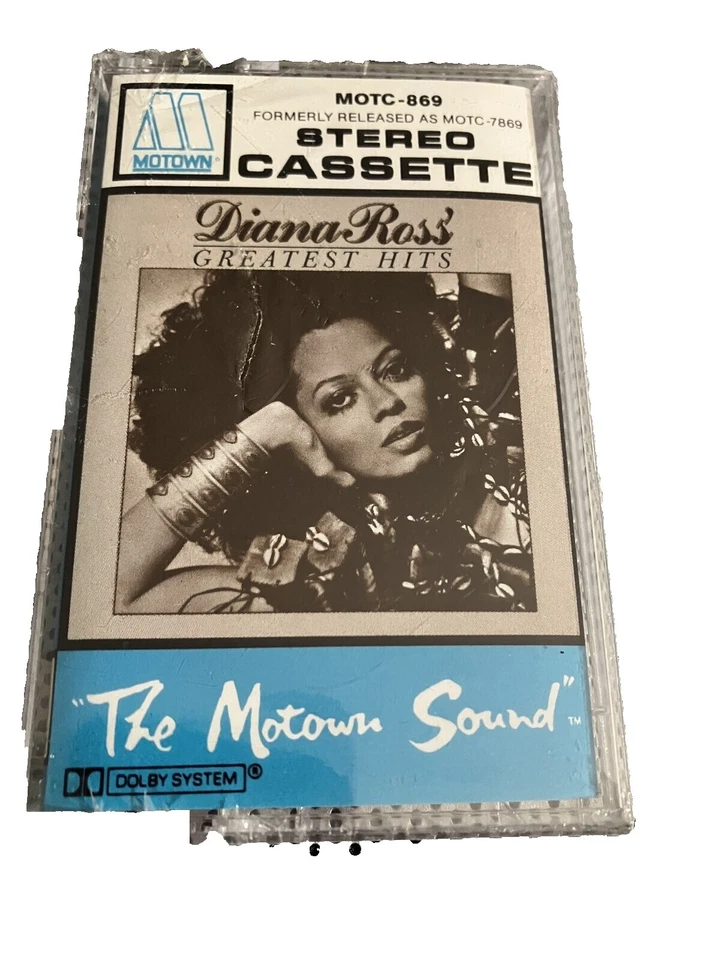 MOTC-869
FORMERLY RELEASED AS MOTC-7869
STEREO
CASSETTE
MOTOWN®
Diana Ross'
GREATEST HITS
"The Motown Sound"™
DOLBY SYSTEM®